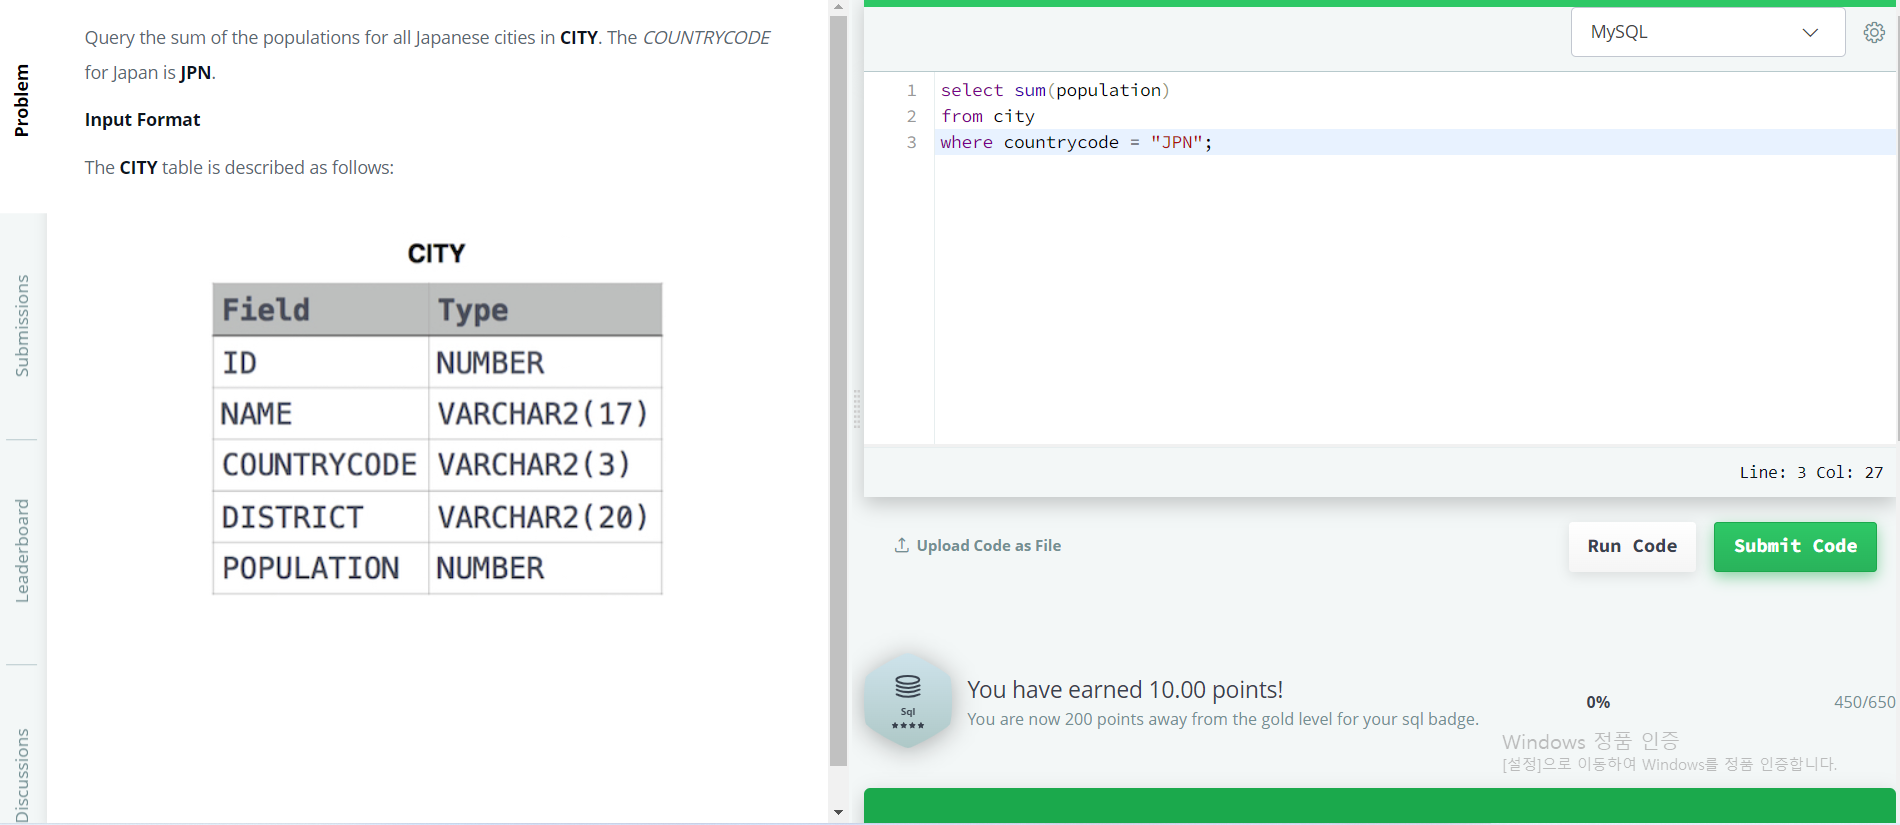 Problem
Submissions
Leaderboard
Discussions
Query the sum of the populations for all Japanese cities in CITY. The COUNTRYCODE
for Japan is JPN.
Input Format
The CITY table is described as follows:
CITY
Field Type
ID NUMBER
NAME VARCHAR2(17)
COUNTRYCODE VARCHAR2(3)
DISTRICT VARCHAR2(20)
POPULATION NUMBER
MySQL
1 select sum(population)
2 from city
3 where countrycode = "JPN";
Line: 3 Col: 27
Upload Code as File
Run Code
Submit Code
Sql
You have earned 10.00 points!
You are now 200 points away from the gold level for your sql badge.
0%
450/650
Windows 정품 인증
[설정]으로 이동하여 Windows를 정품 인증합니다.